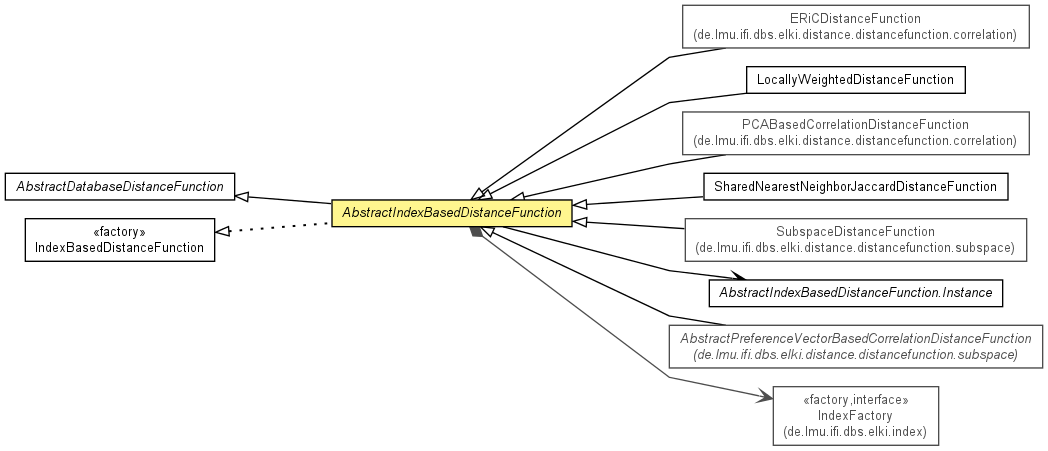 ERiCDistanceFunction
(de.lmu.ifi.dbs.elki.distance.distancefunction.correlation)
LocallyWeightedDistanceFunction
PCABasedCorrelationDistanceFunction
(de.lmu.ifi.dbs.elki.distance.distancefunction.correlation)
AbstractDatabaseDistanceFunction
SharedNearestNeighborJaccardDistanceFunction
AbstractIndexBasedDistanceFunction
«factory»
IndexBasedDistanceFunction
SubspaceDistanceFunction
(de.lmu.ifi.dbs.elki.distance.distancefunction.subspace)
AbstractIndexBasedDistanceFunction.Instance
AbstractPreferenceVectorBasedCorrelationDistanceFunction
(de.lmu.ifi.dbs.elki.distance.distancefunction.subspace)
«factory,interface»
IndexFactory
(de.lmu.ifi.dbs.elki.index)